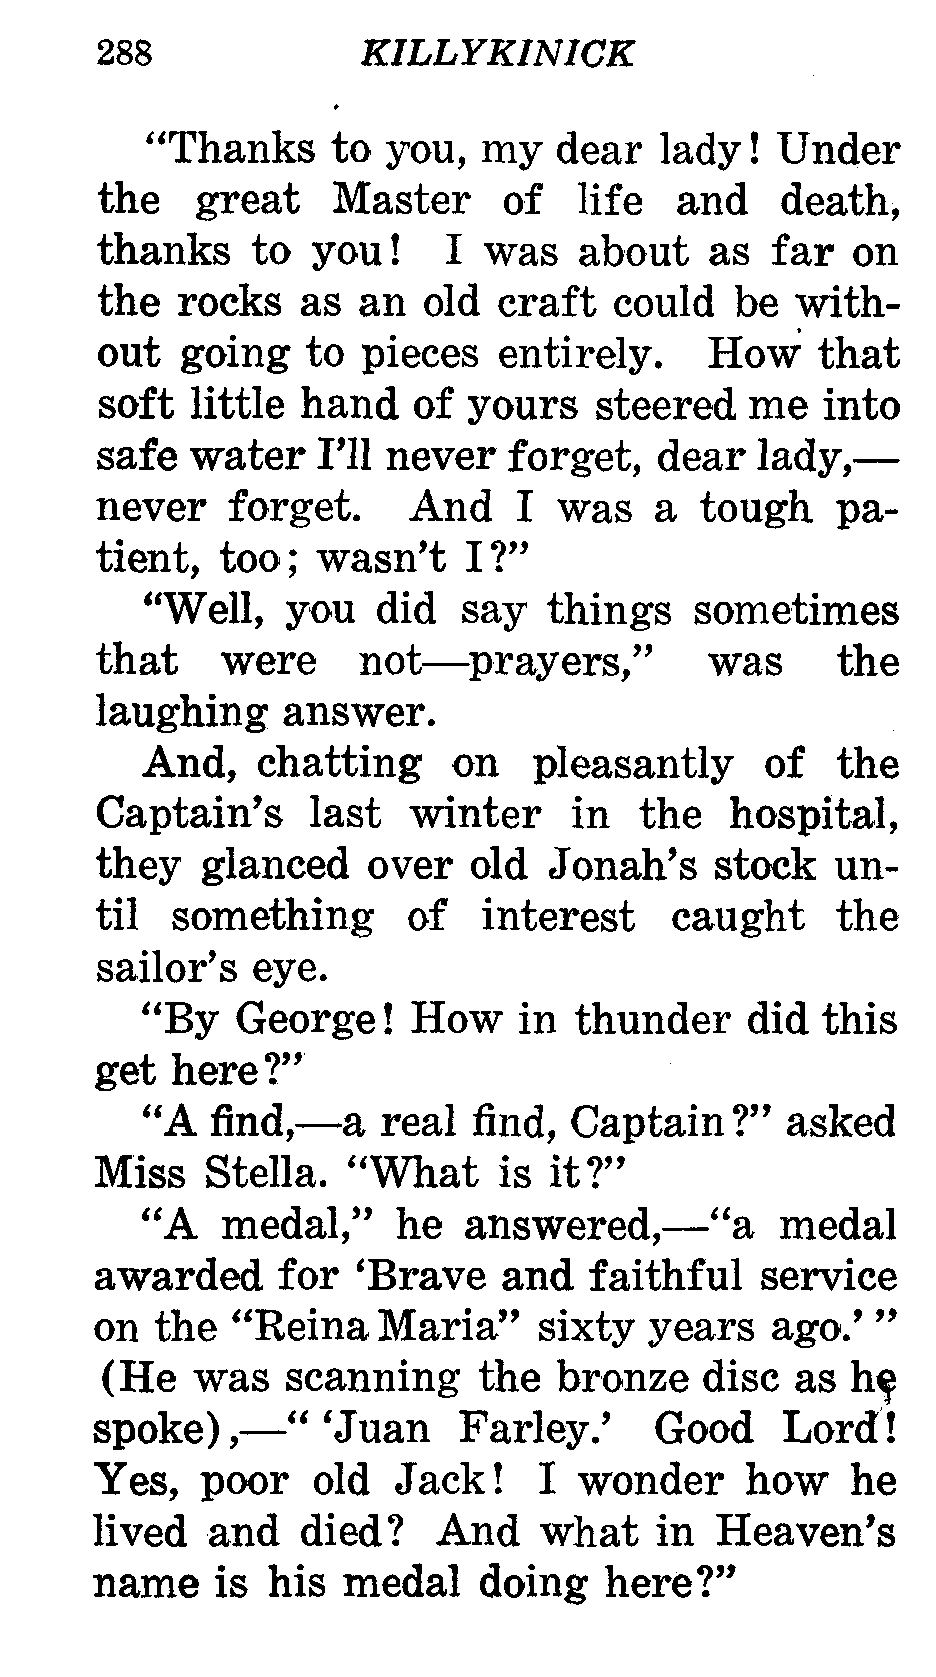 288 KILLYKINICK
"Thanks to you, my dear lady! Under
the great Master of life and death,
thanks to you! I was about as far on
the rocks as an old craft could be with-
out going to pieces entirely. How that
soft little hand of yours steered me into
safe water I'll never forget, dear lady,—
never forget. And I was a tough pa-
tient, too; wasn't I?"
"Well, you did say things sometimes
that were not—prayers," was the
laughing answer.
And, chatting on pleasantly of the
Captain's last winter in the hospital,
they glanced over old Jonah's stock un-
til something of interest caught the
sailor's eye.
"By George! How in thunder did this
get here?"
"A find,—a real find, Captain?" asked
Miss Stella. "What is it?"
"A medal," he answered,—"a medal
awarded for 'Brave and faithful service
on the "Reina Maria" sixty years ago.' "
(He was scanning the bronze disc as he
spoke),—" 'Juan Farley.' Good Lord!
Yes, poor old Jack! I wonder how he
lived and died? And what in Heaven's
name is his medal doing here?"